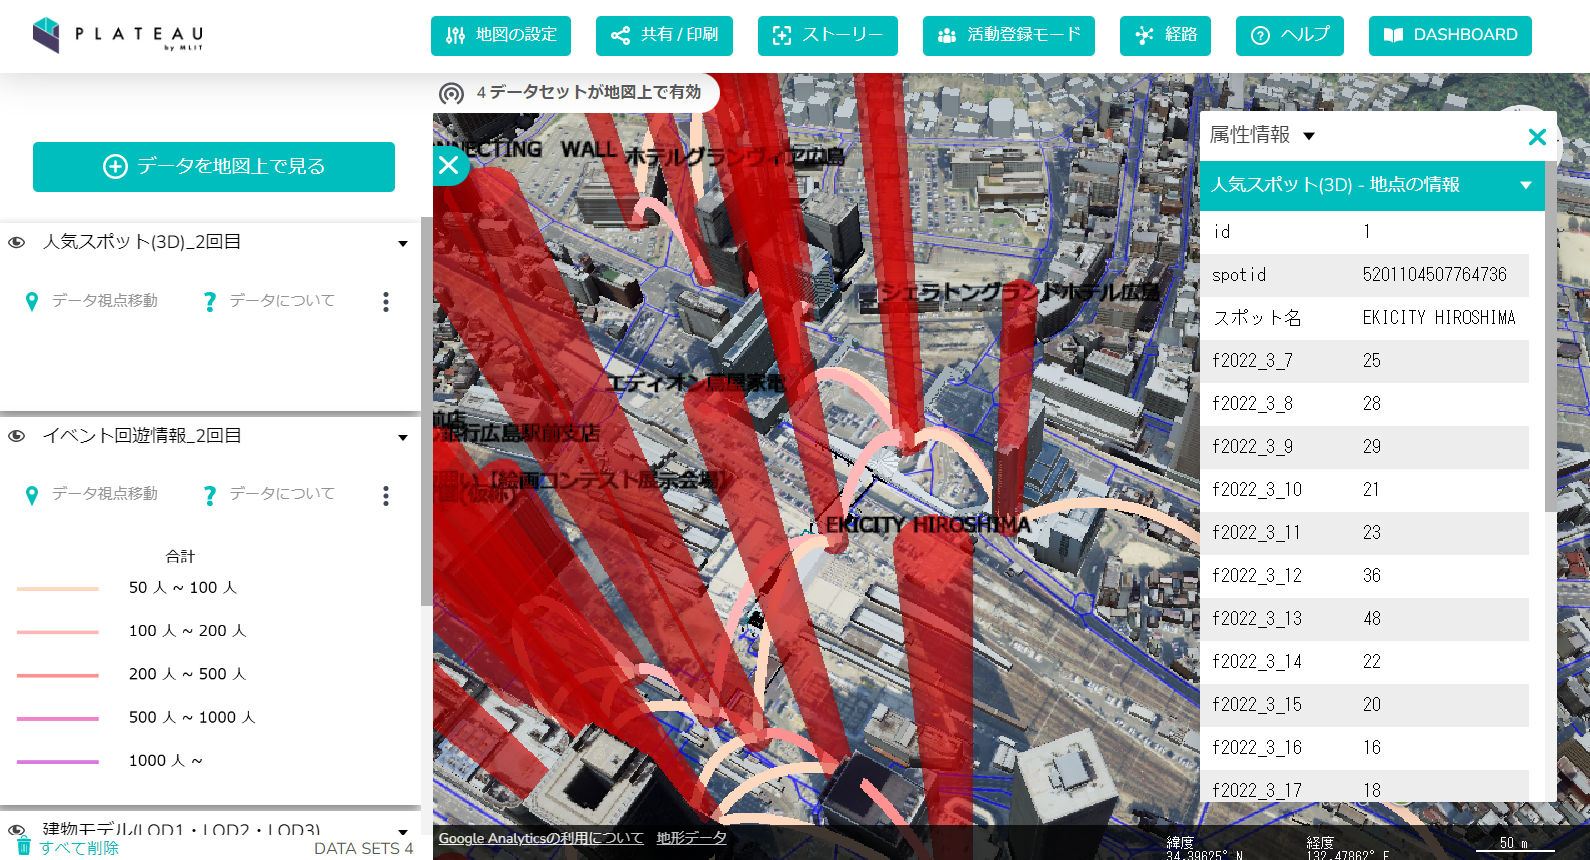 PLATEAU
by MLIT
地図の設定
共有 / 印刷
ストーリー
活動登録モード
経路
ヘルプ
DASHBOARD
4 データセットが地図上で有効
データを地図上で見る
人気スポット(3D)_2回目
データ視点移動
データについて
イベント回遊情報_2回目
データ視点移動
データについて
合計
50 人 ~ 100 人
100 人 ~ 200 人
200 人 ~ 500 人
500 人 ~ 1000 人
1000 人 ~
建物モデル(LOD1・LOD2・LOD3)
すべて削除
DATA SETS 4
NNECTING WALL
ホテルグランヴィア広島
シェラトングランドホテル広島
エディオン蔦屋家電
前店
銀行広島駅前支店
【絵画コンテスト展示会場】
(仮称)
EKICITY HIROSHIMA
属性情報
人気スポット(3D) - 地点の情報
id 1
spotid 5201104507764736
スポット名 EKICITY HIROSHIMA
f2022_3_7 25
f2022_3_8 28
f2022_3_9 29
f2022_3_10 21
f2022_3_11 23
f2022_3_12 36
f2022_3_13 48
f2022_3_14 22
f2022_3_15 20
f2022_3_16 16
f2022_3_17 18
Google Analyticsの利用について
地形データ
緯度
34.39625° N
経度
132.47862° E
50 m